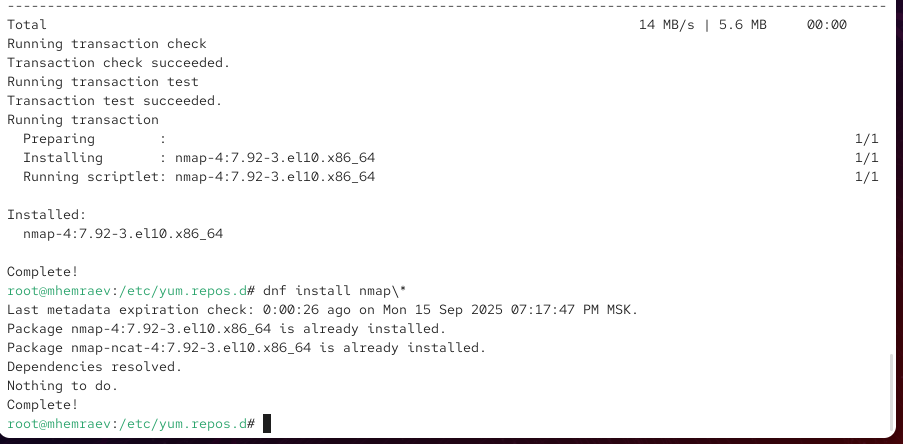 --------------------------------------------------------------------------------------------------------------
Total 14 MB/s | 5.6 MB 00:00
Running transaction check
Transaction check succeeded.
Running transaction test
Transaction test succeeded.
Running transaction
  Preparing        : 1/1
  Installing       : nmap-4:7.92-3.el10.x86_64 1/1
  Running scriptlet: nmap-4:7.92-3.el10.x86_64 1/1
Installed:
  nmap-4:7.92-3.el10.x86_64
Complete!
root@mhemraev:/etc/yum.repos.d# dnf install nmap\*
Last metadata expiration check: 0:00:26 ago on Mon 15 Sep 2025 07:17:47 PM MSK.
Package nmap-4:7.92-3.el10.x86_64 is already installed.
Package nmap-ncat-4:7.92-3.el10.x86_64 is already installed.
Dependencies resolved.
Nothing to do.
Complete!
root@mhemraev:/etc/yum.repos.d#